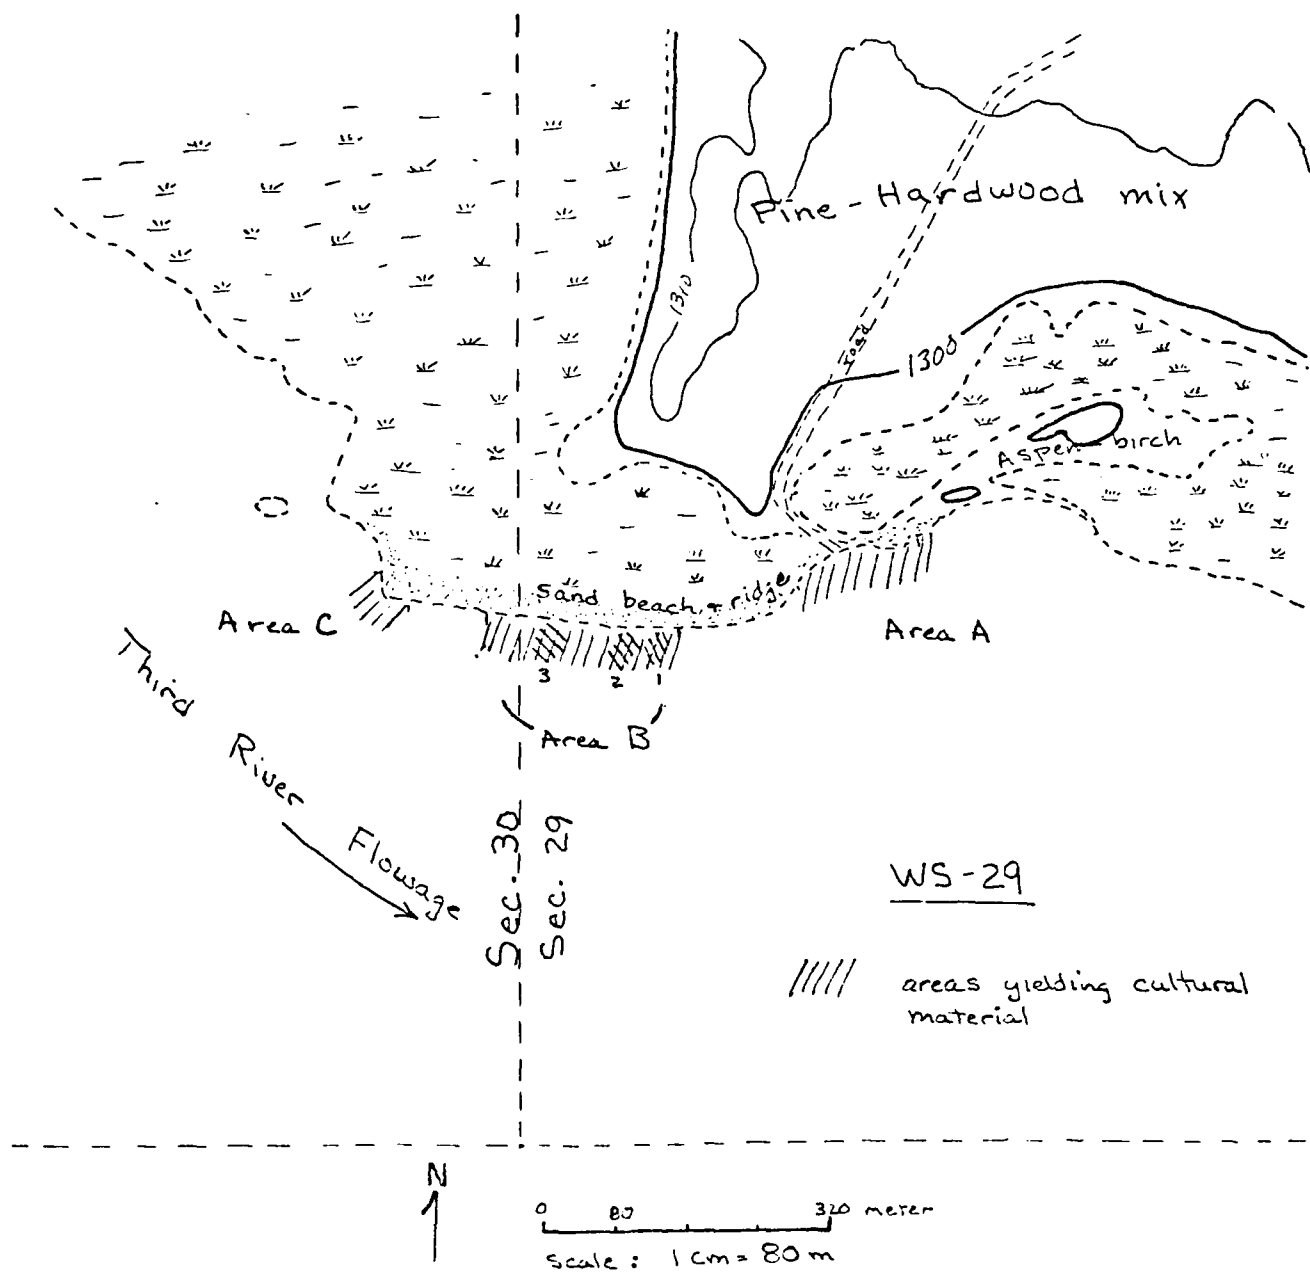 Pine - Hardwood mix
1310
road
1300
Aspen - birch
Sand beach + ridge
Area C
Area A
3 2 1
Area B
Third River Flowage
Sec. 30
Sec. 29
WS-29
areas yielding cultural
material
N
0 80 320 meter
scale : 1 cm = 80 m